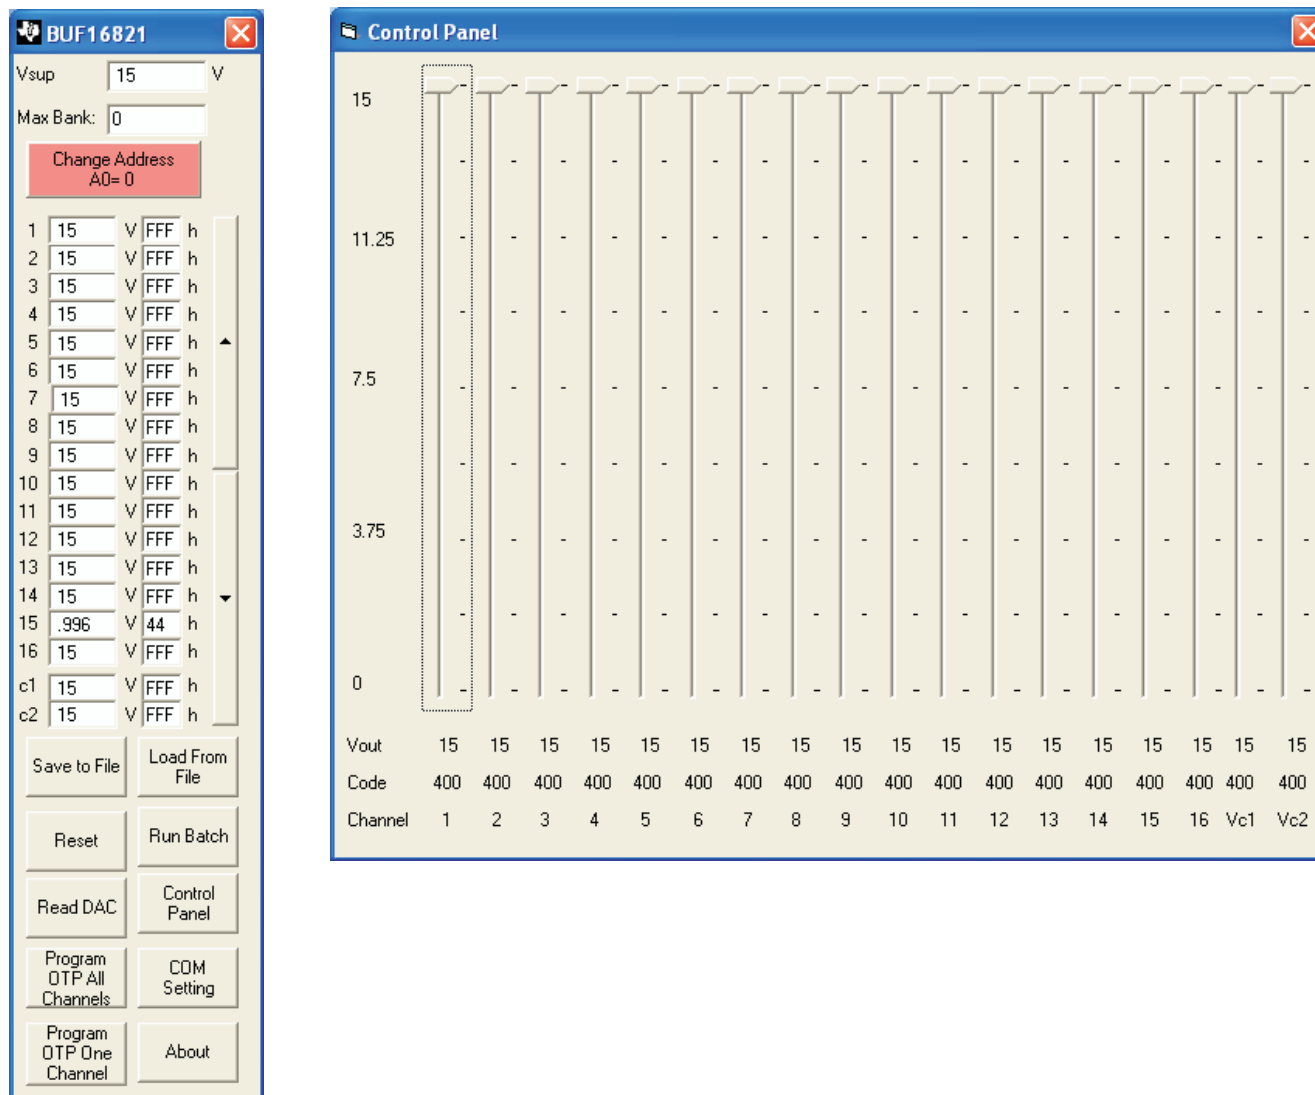 BUF16821
Vsup 15 V
Max Bank: 0
Change Address
A0= 0
1 15 V FFF h
2 15 V FFF h
3 15 V FFF h
4 15 V FFF h
5 15 V FFF h
6 15 V FFF h
7 15 V FFF h
8 15 V FFF h
9 15 V FFF h
10 15 V FFF h
11 15 V FFF h
12 15 V FFF h
13 15 V FFF h
14 15 V FFF h
15 .996 V 44 h
16 15 V FFF h
c1 15 V FFF h
c2 15 V FFF h
Save to File
Load From
File
Reset
Run Batch
Read DAC
Control
Panel
Program
OTP All
Channels
COM
Setting
Program
OTP One
Channel
About
Control Panel
15
11.25
7.5
3.75
0
Vout 15 15 15 15 15 15 15 15 15 15 15 15 15 15 15 15 15 15
Code 400 400 400 400 400 400 400 400 400 400 400 400 400 400 400 400 400 400
Channel 1 2 3 4 5 6 7 8 9 10 11 12 13 14 15 16 Vc1 Vc2